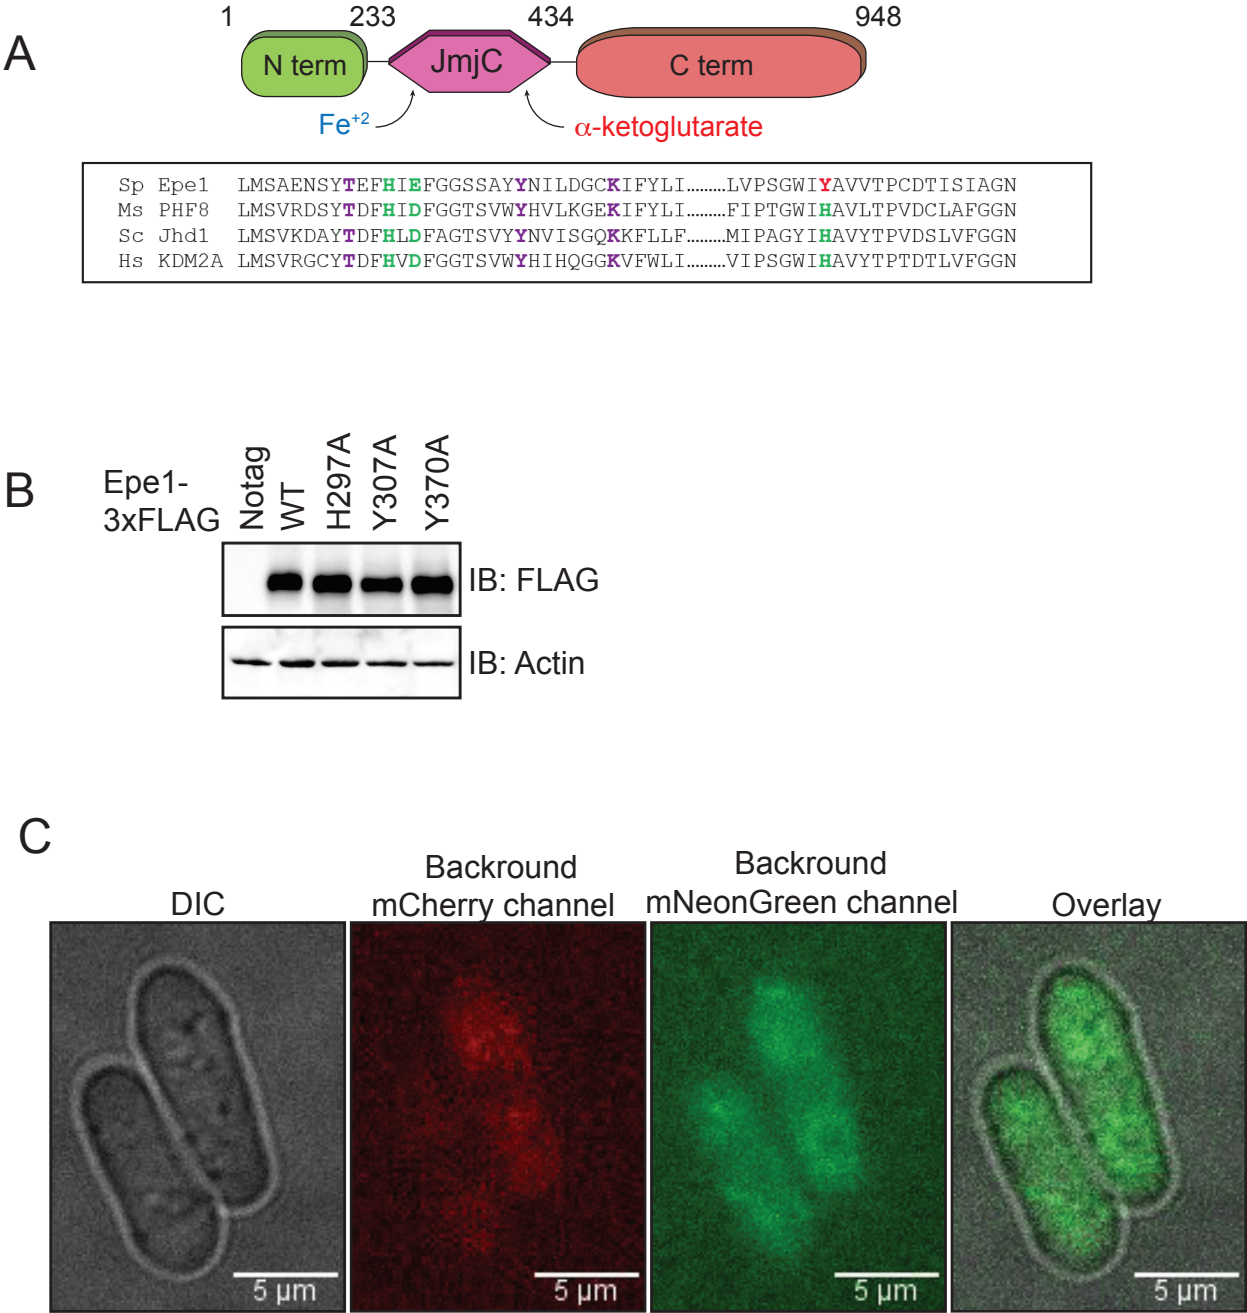 A
1 233 434 948
N term JmjC C term
Fe+2 α-ketoglutarate
Sp Epe1 LMSAENSYTEFHIEFGGSSAYYNILDGCKIFYLI.........LVPSGWIYAVVTPCDTISIAGN
Ms PHF8 LMSVRDSYTDFHIDFGGTSVWYHVLKGEKIFYLI.........FIPTGWIHAVLTPVDCLAFGGN
Sc Jhd1 LMSVKDAYTDFHLDFAGTSVYYNVISGQKKFLLF.........MIPAGYIHAVYTPVDSLVFGGN
Hs KDM2A LMSVRGCYTDFHVDFGGTSVWYHIHQGGKVFWLI.........VIPSGWIHAVYTPTDTLVFGGN
B
Epe1-
3xFLAG
Notag
WT
H297A
Y307A
Y370A
IB: FLAG
IB: Actin
C
DIC
Backround
mCherry channel
Backround
mNeonGreen channel
Overlay
5 μm
5 μm
5 μm
5 μm